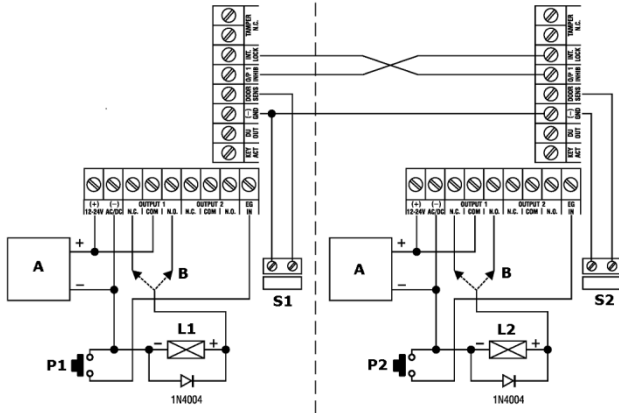 TAMPER N.C.
INT. LOCK
O/P 1 INHIB
DOOR SENS
(-) GND
DU OUT
KEY ACT
TAMPER N.C.
INT. LOCK
O/P 1 INHIB
DOOR SENS
(-) GND
DU OUT
KEY ACT
(+) (-) OUTPUT 1 OUTPUT 2 EG
12-24V AC/DC N.C. COM N.O. N.C. COM N.O. IN
(+) (-) OUTPUT 1 OUTPUT 2 EG
12-24V AC/DC N.C. COM N.O. N.C. COM N.O. IN
A + - B S1
A + - B S2
P1 - L1 +
1N4004
P2 - L2 +
1N4004